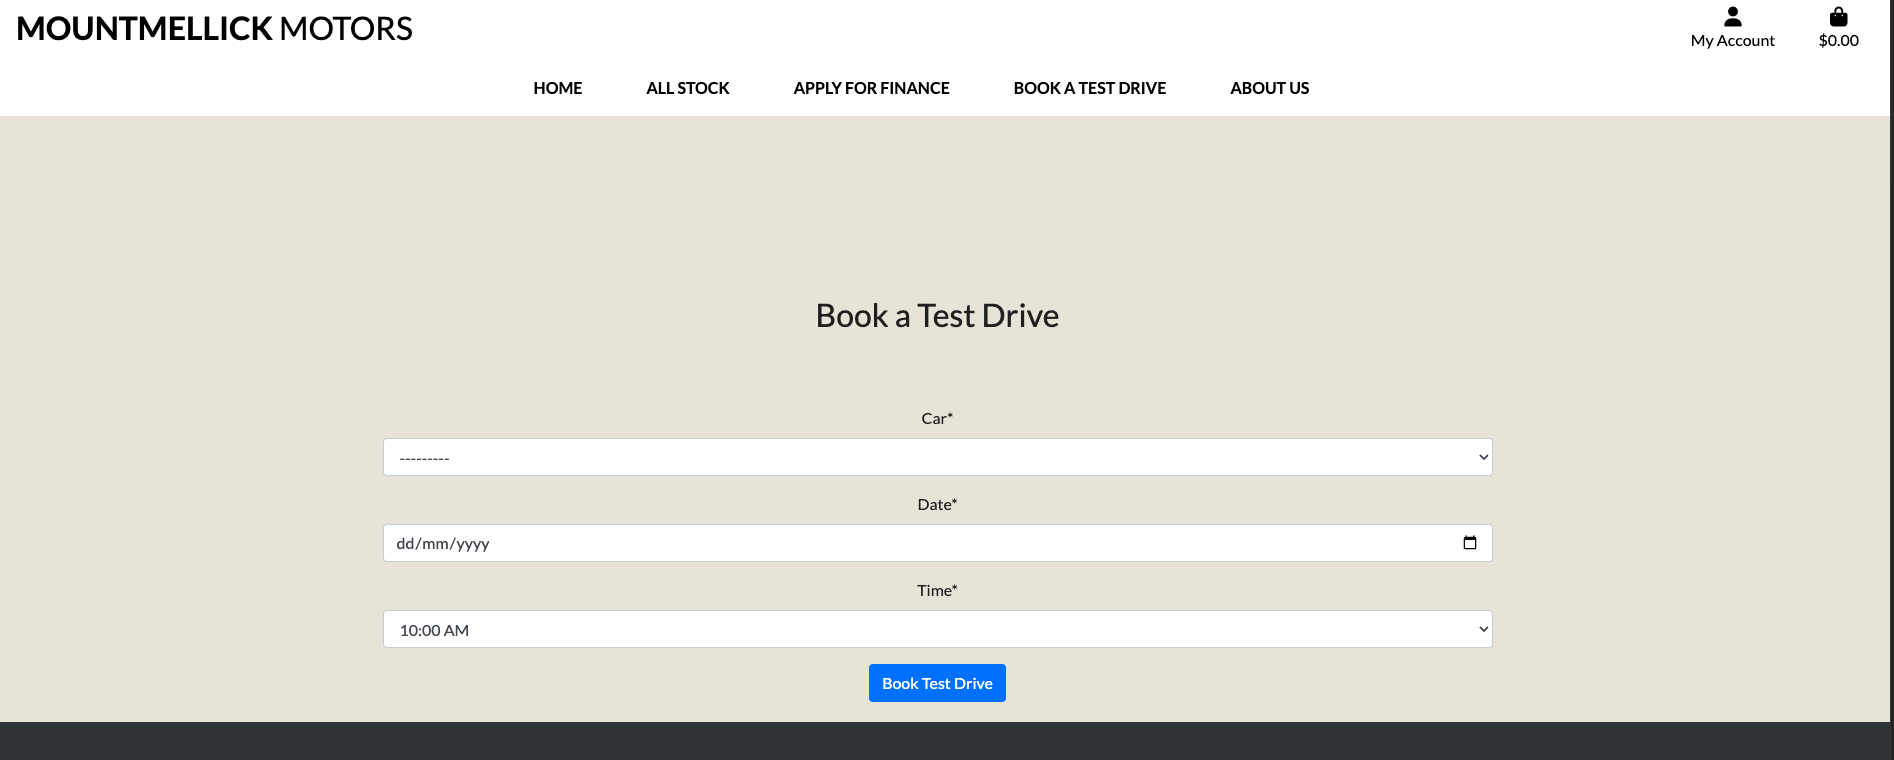 MOUNTMELLICK MOTORS
My Account
$0.00
HOME ALL STOCK APPLY FOR FINANCE BOOK A TEST DRIVE ABOUT US
Book a Test Drive
Car*
---------
Date*
dd/mm/yyyy
Time*
10:00 AM
Book Test Drive